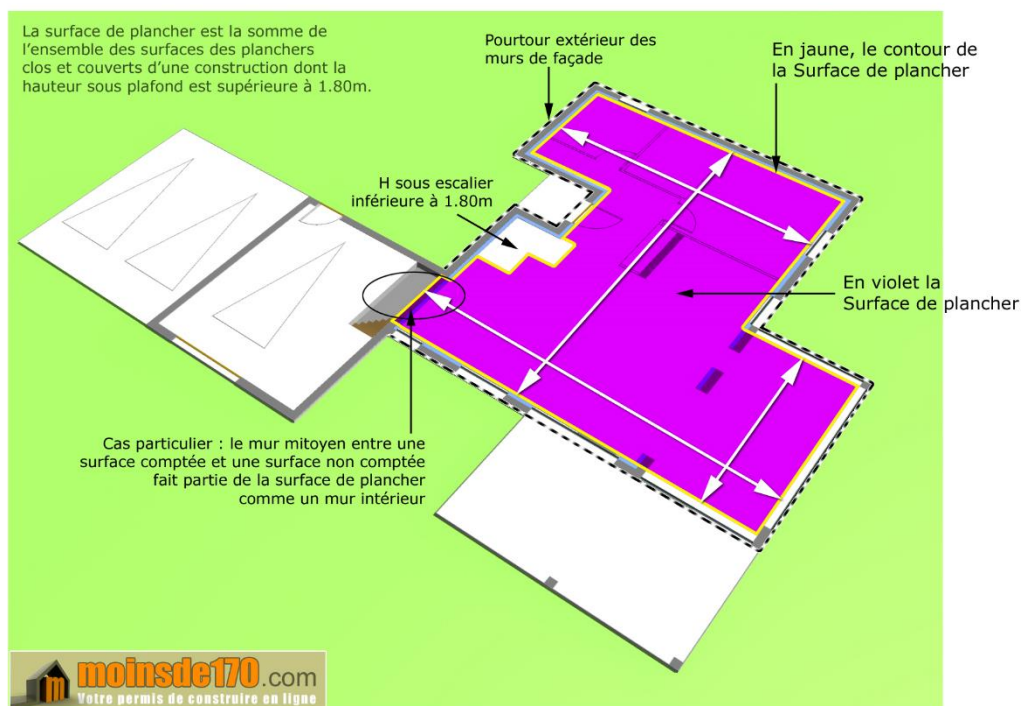 La surface de plancher est la somme de
l'ensemble des surfaces des planchers
clos et couverts d'une construction dont la
hauteur sous plafond est supérieure à 1.80m.
Pourtour extérieur des
murs de façade
En jaune, le contour de
la Surface de plancher
H sous escalier
inférieure à 1.80m
En violet la
Surface de plancher
Cas particulier : le mur mitoyen entre une
surface comptée et une surface non comptée
fait partie de la surface de plancher
comme un mur intérieur
m moinsde170.com
Votre permis de construire en ligne